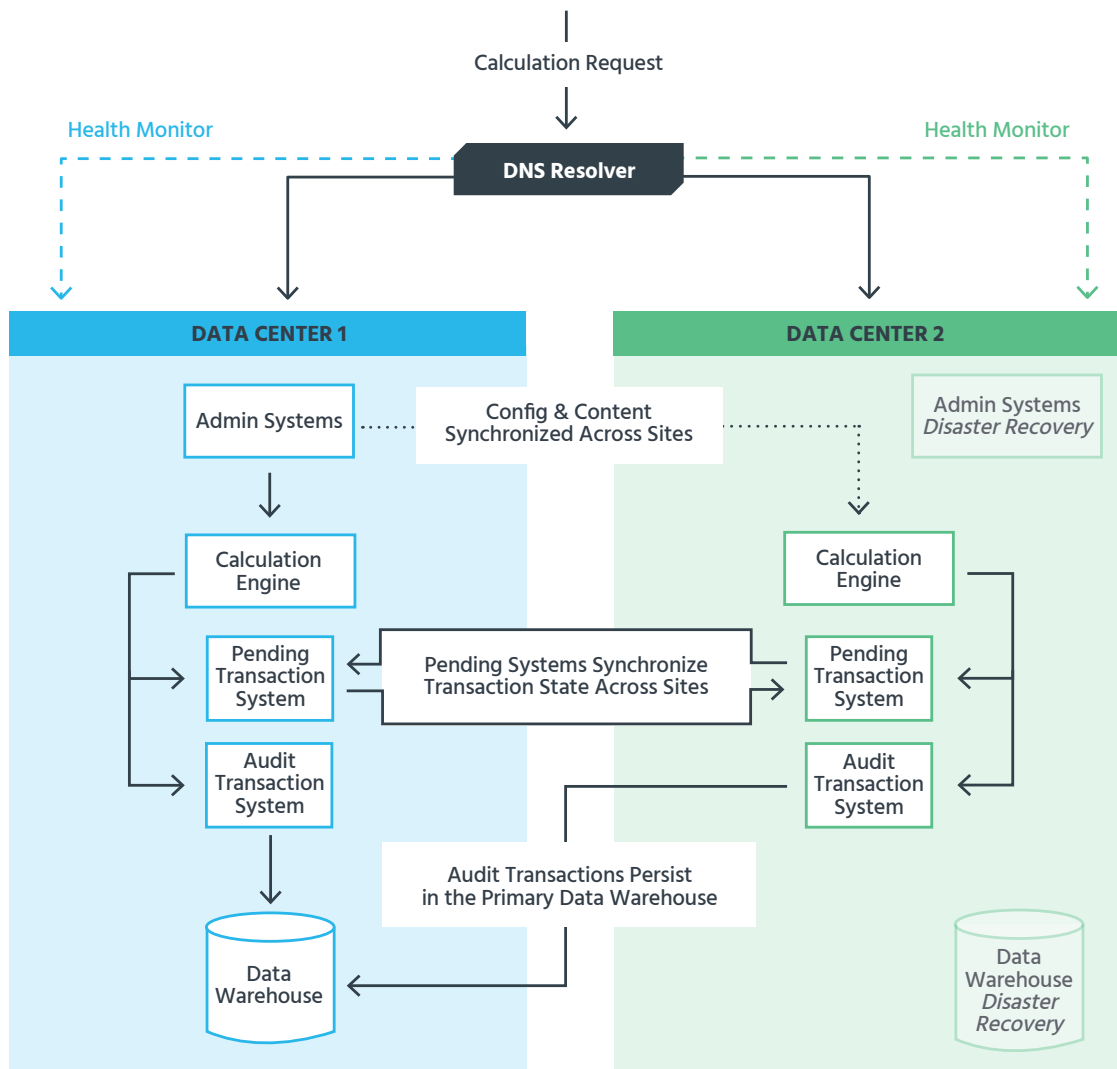 Calculation Request
Health Monitor
Health Monitor
DNS Resolver
DATA CENTER 1
DATA CENTER 2
Admin Systems
Config & Content
Synchronized Across Sites
Admin Systems
Disaster Recovery
Calculation
Engine
Calculation
Engine
Pending
Transaction
System
Pending Systems Synchronize
Transaction State Across Sites
Pending
Transaction
System
Audit
Transaction
System
Audit
Transaction
System
Audit Transactions Persist
in the Primary Data Warehouse
Data
Warehouse
Data
Warehouse
Disaster
Recovery